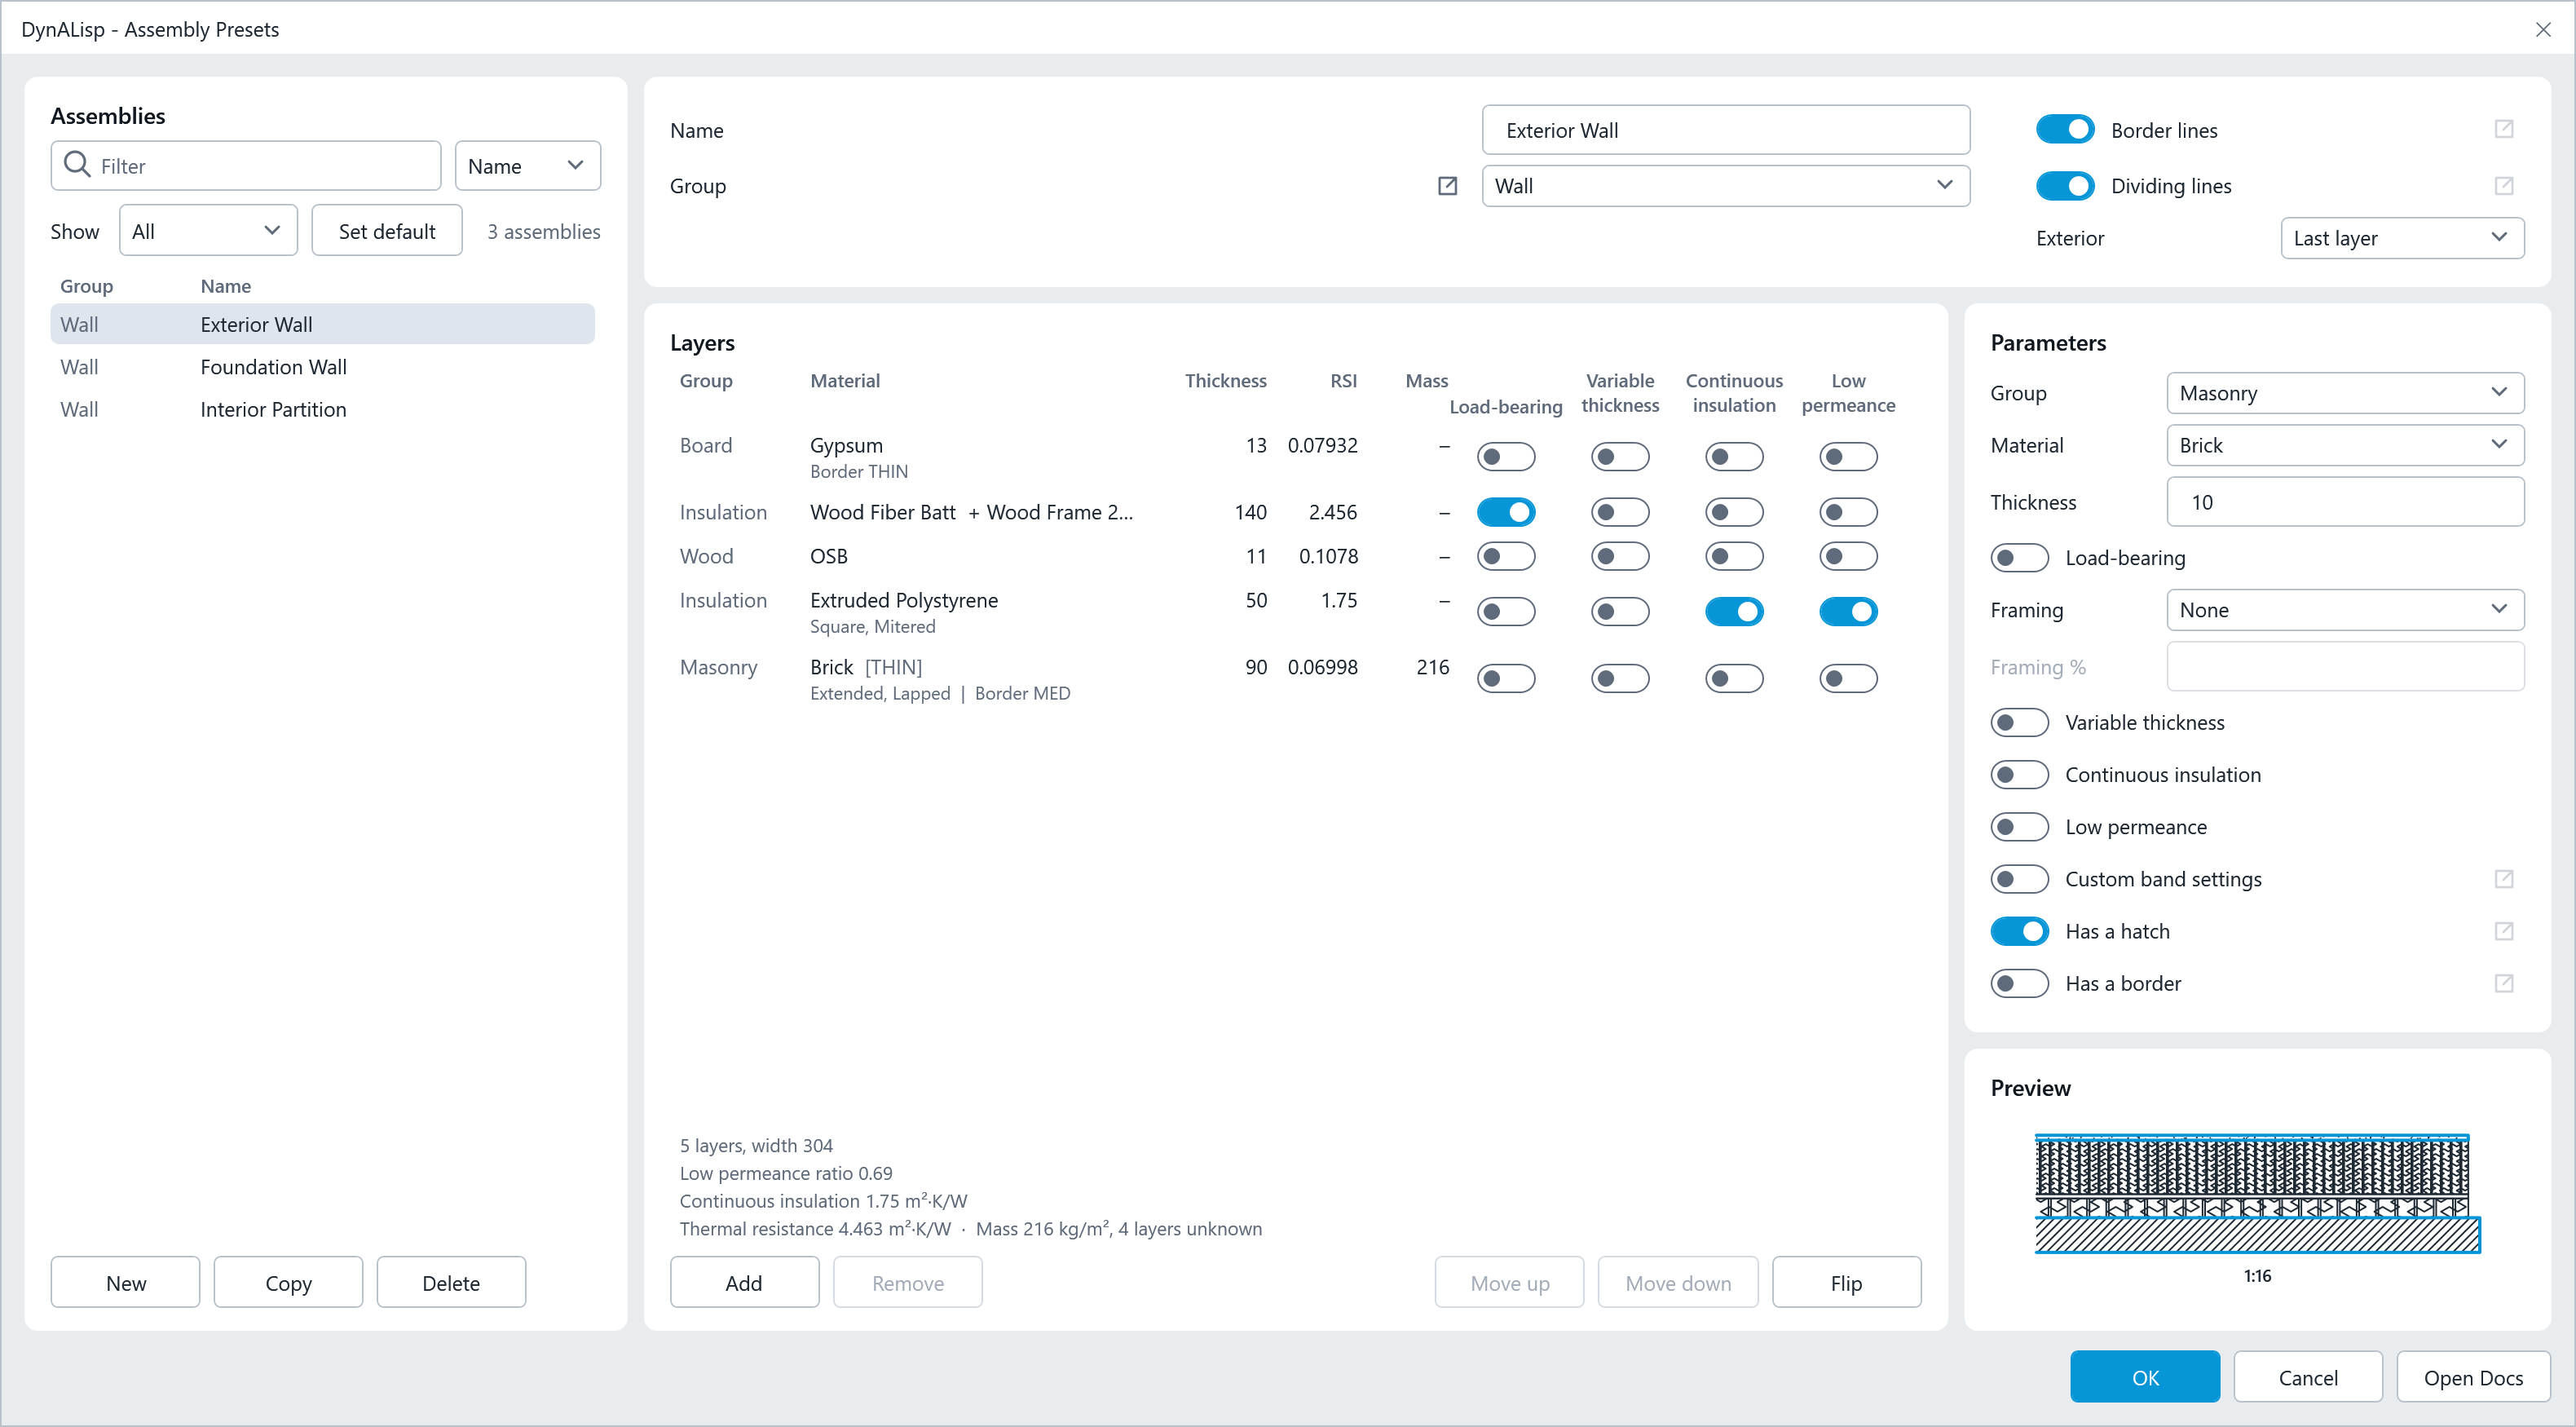 DynALisp - Assembly Presets
Assemblies
Filter
Name
Show
All
Set default
3 assemblies
Group Name
Wall Exterior Wall
Wall Foundation Wall
Wall Interior Partition
New
Copy
Delete
Name
Exterior Wall
Group
Wall
Border lines
Dividing lines
Exterior
Last layer
Layers
Group Material Thickness RSI Mass Load-bearing Variable thickness Continuous insulation Low permeance
Board Gypsum 13 0.07932 –
Border THIN
Insulation Wood Fiber Batt + Wood Frame 2... 140 2.456 –
Wood OSB 11 0.1078 –
Insulation Extruded Polystyrene 50 1.75 –
Square, Mitered
Masonry Brick [THIN] 90 0.06998 216
Extended, Lapped | Border MED
5 layers, width 304
Low permeance ratio 0.69
Continuous insulation 1.75 m²·K/W
Thermal resistance 4.463 m²·K/W · Mass 216 kg/m², 4 layers unknown
Add
Remove
Move up
Move down
Flip
Parameters
Group
Masonry
Material
Brick
Thickness
10
Load-bearing
Framing
None
Framing %
Variable thickness
Continuous insulation
Low permeance
Custom band settings
Has a hatch
Has a border
Preview
1:16
OK
Cancel
Open Docs